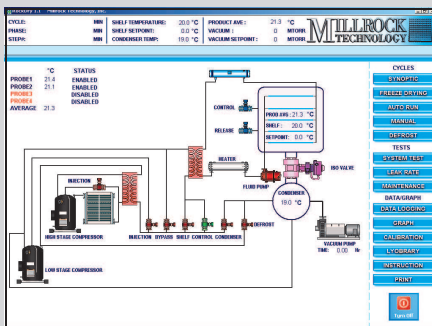 Millrock Technology, Inc.
CYCLE: MIN SHELF TEMPERATURE: 20.0 °C PRODUCT AVE : 21.3 °C
PHASE: MIN SHELF SETPOINT: 0.0 °C VACUUM : 0 MTORR
STEP#: MIN CONDENSER TEMP: 19.0 °C VACUUM SETPOINT: 0 MTORR
MILLROCK
TECHNOLOGY
°C STATUS
PROBE1 21.4 ENABLED
PROBE2 21.1 ENABLED
PROBE3 DISABLED
PROBE4 DISABLED
AVERAGE 21.3
CONTROL
RELEASE
PROD AVG : 21.3 °C
SHELF : 20.0 °C
SETPOINT: 0.0 °C
HEATER
FLUID PUMP
ISO VALVE
INJECTION
CONDENSER
19.0 °C
HIGH STAGE COMPRESSOR
INJECTION BYPASS SHELF CONTROL CONDENSER DEFROST
VACUUM PUMP
TIME: 0.00 Hr
LOW STAGE COMPRESSOR
CYCLES
SYNOPTIC
FREEZE DRYING
AUTO RUN
MANUAL
DEFROST
TESTS
SYSTEM TEST
LEAK RATE
MAINTENANCE
DATA/GRAPH
DATA LOGGING
GRAPH
CALIBRATION
LYOBRARY
INSTRUCTION
PRINT
Turn Off